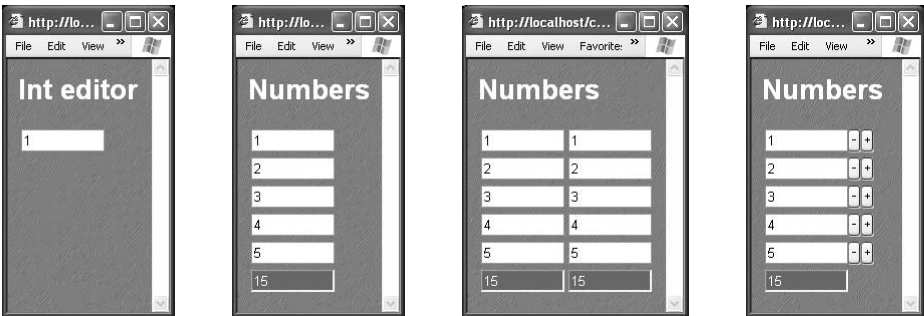 http://lo...
File Edit View »
Int editor
1
http://lo...
File Edit View »
Numbers
1
2
3
4
5
15
http://localhost/c...
File Edit View Favorites »
Numbers
1 1
2 2
3 3
4 4
5 5
15 15
http://loc...
File Edit View »
Numbers
1 - +
2 - +
3 - +
4 - +
5 - +
15